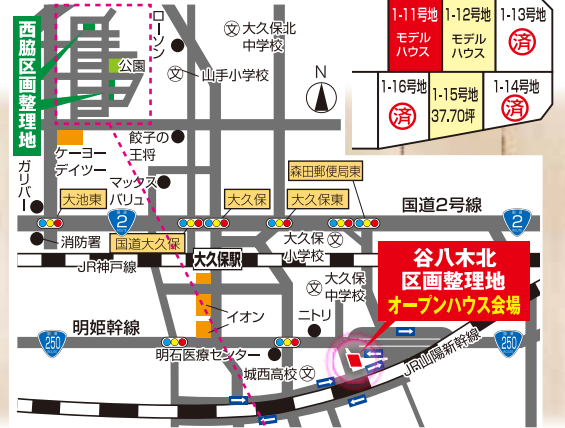 西脇区画整理地
公園
ローソン
文
大久保北
中学校
文
山手小学校
N
1-11号地
モデル
ハウス
1-12号地
モデル
ハウス
1-13号地
済
1-16号地
済
1-15号地
37.70坪
1-14号地
済
ケーヨー
デイツー
餃子の
王将
マックス
バリュ
ガリバー
大池東
2
大久保
大久保東
森田郵便局東
国道2号線
2
消防署
国道大久保
JR神戸線
大久保駅
大久保
小学校
文
谷八木北
区画整理地
オープンハウス会場
文
大久保
中学校
イオン
ニトリ
明姫幹線
250
250
明石医療センター
城西高校
文
JR山陽新幹線